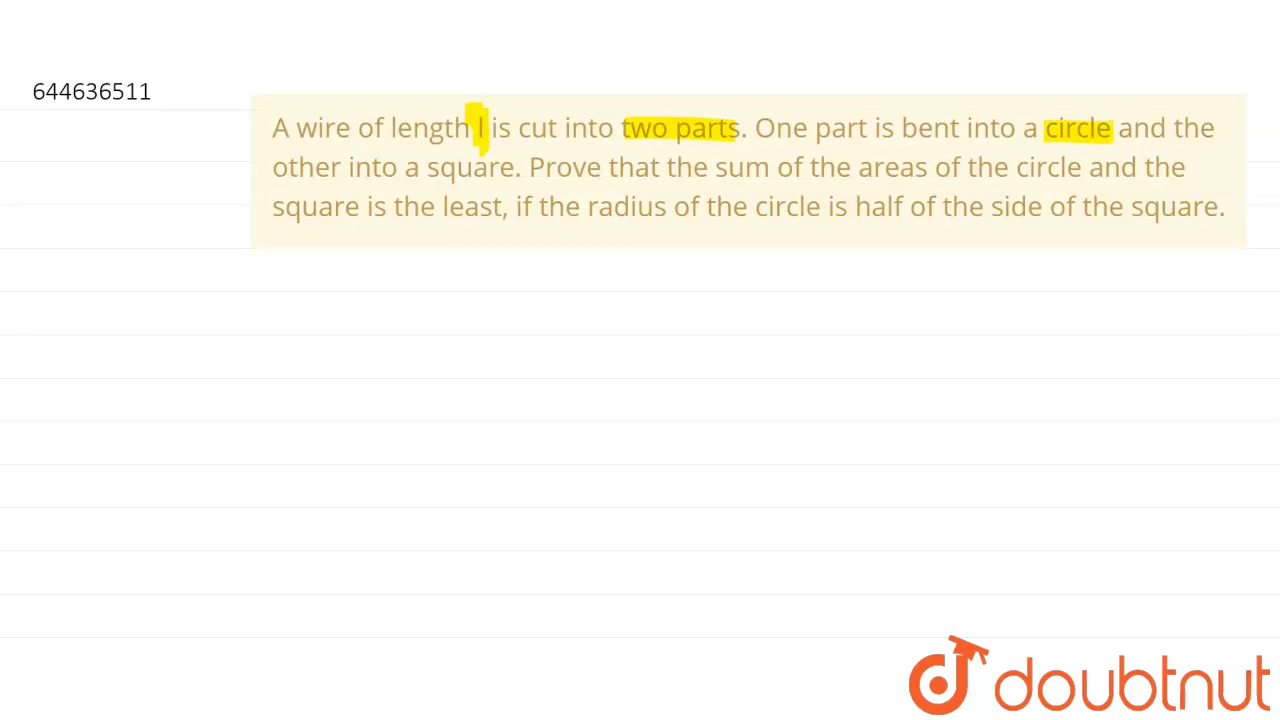 644636511
A wire of length l is cut into two parts. One part is bent into a circle and the
other into a square. Prove that the sum of the areas of the circle and the
square is the least, if the radius of the circle is half of the side of the square.
doubtnut